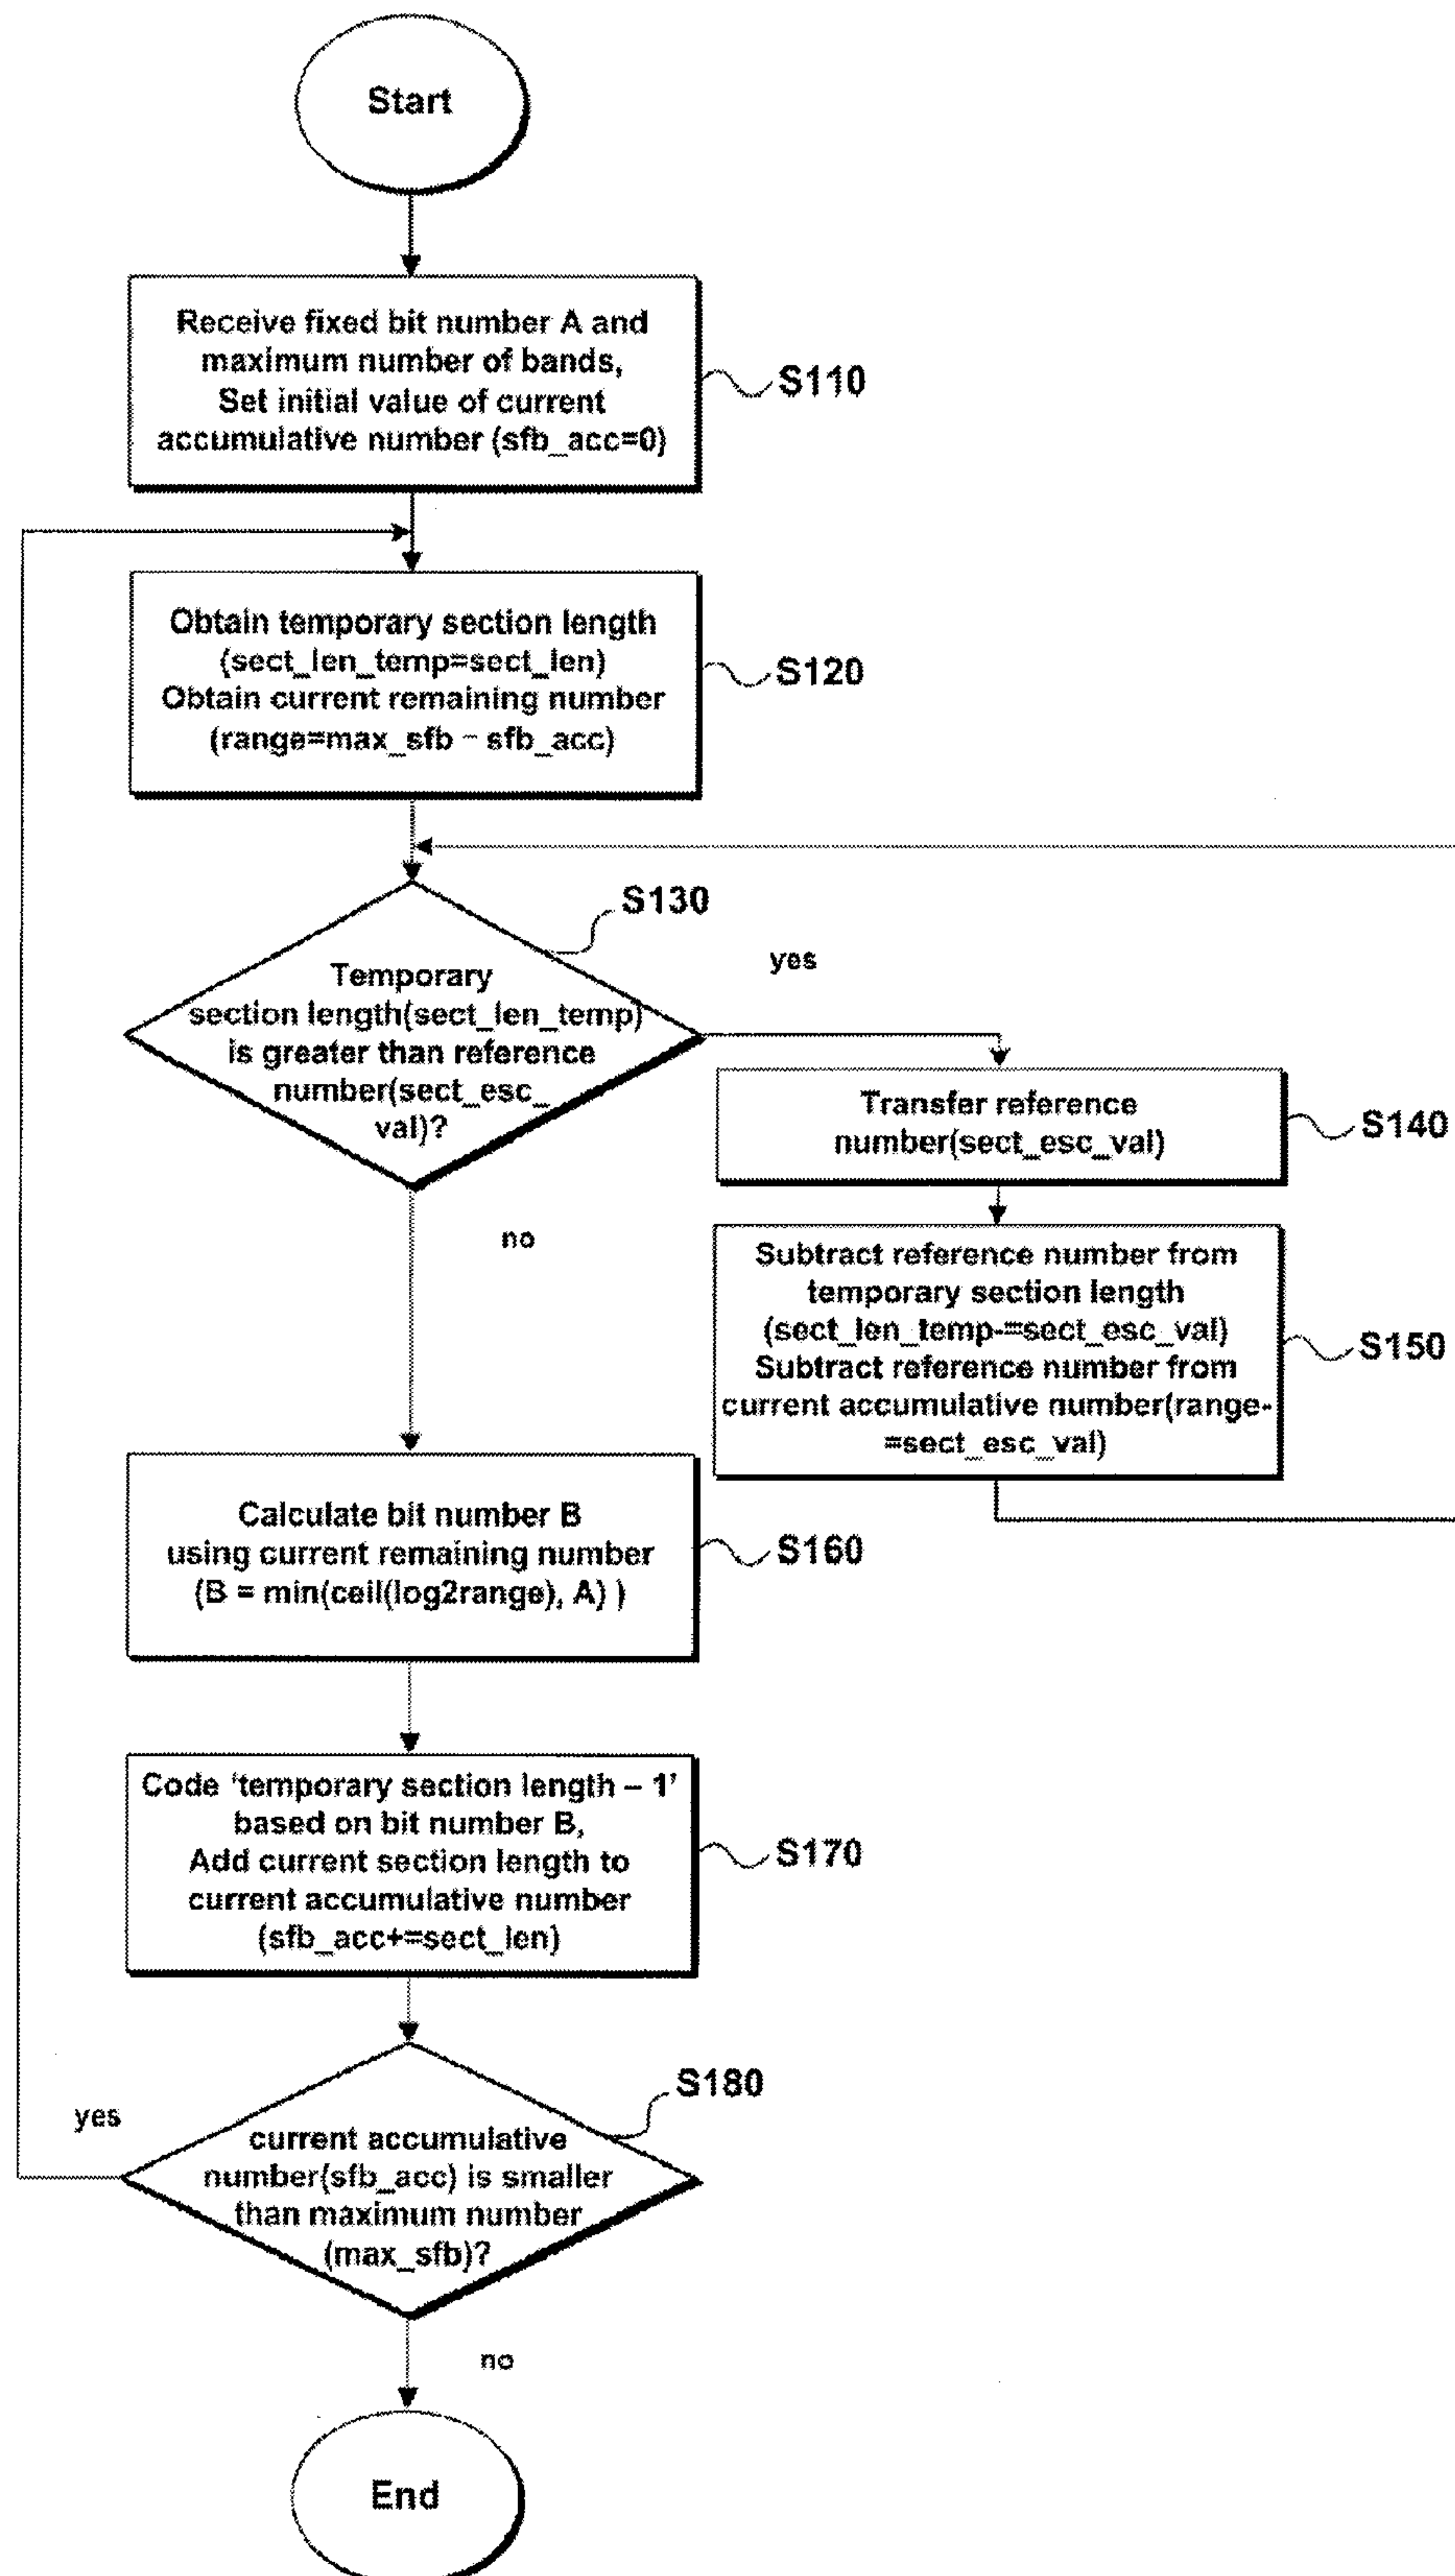 Start
Receive fixed bit number A and
maximum number of bands,
Set initial value of current
accumulative number (sfb_acc=0)
S110
Obtain temporary section length
(sect_len_temp=sect_len)
Obtain current remaining number
(range=max_sfb - sfb_acc)
S120
S130
Temporary
section length(sect_len_temp)
is greater than reference
number(sect_esc_
val)?
yes
no
Transfer reference
number(sect_esc_val)
S140
Subtract reference number from
temporary section length
(sect_len_temp-=sect_esc_val)
Subtract reference number from
current accumulative number(range-
=sect_esc_val)
S150
Calculate bit number B
using current remaining number
(B = min(ceil(log2range), A) )
S160
Code 'temporary section length – 1'
based on bit number B,
Add current section length to
current accumulative number
(sfb_acc+=sect_len)
S170
S180
yes
current accumulative
number(sfb_acc) is smaller
than maximum number
(max_sfb)?
no
End